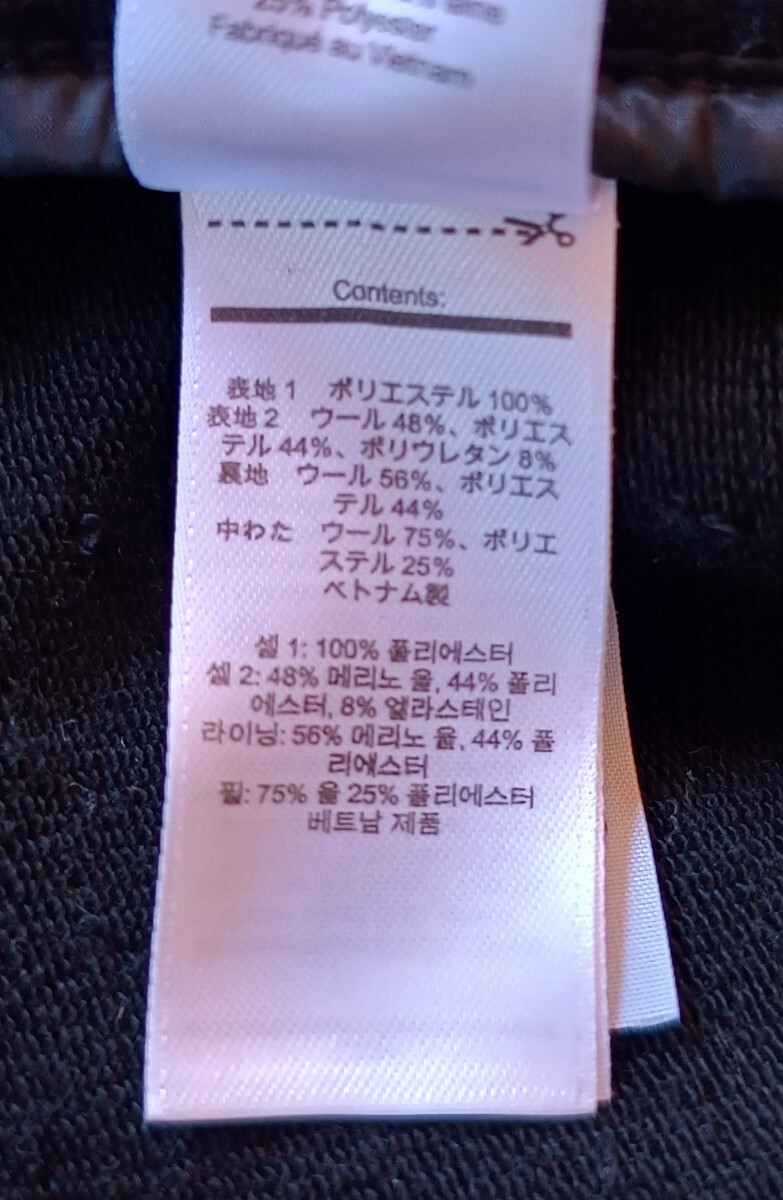 25% Polyester
Fabriqué au Vietnam
Contents:
表地 1　ポリエステル 100%
表地 2　ウール 48%、ポリエス
テル 44%、ポリウレタン 8%
裏地　ウール 56%、ポリエス
テル 44%
中わた　ウール 75%、ポリエ
ステル 25%
ベトナム製
셸 1: 100% 폴리에스터
셸 2: 48% 메리노 울, 44% 폴리
에스터, 8% 엘라스테인
라이닝: 56% 메리노 울, 44% 폴
리에스터
필: 75% 울 25% 폴리에스터
베트남 제품